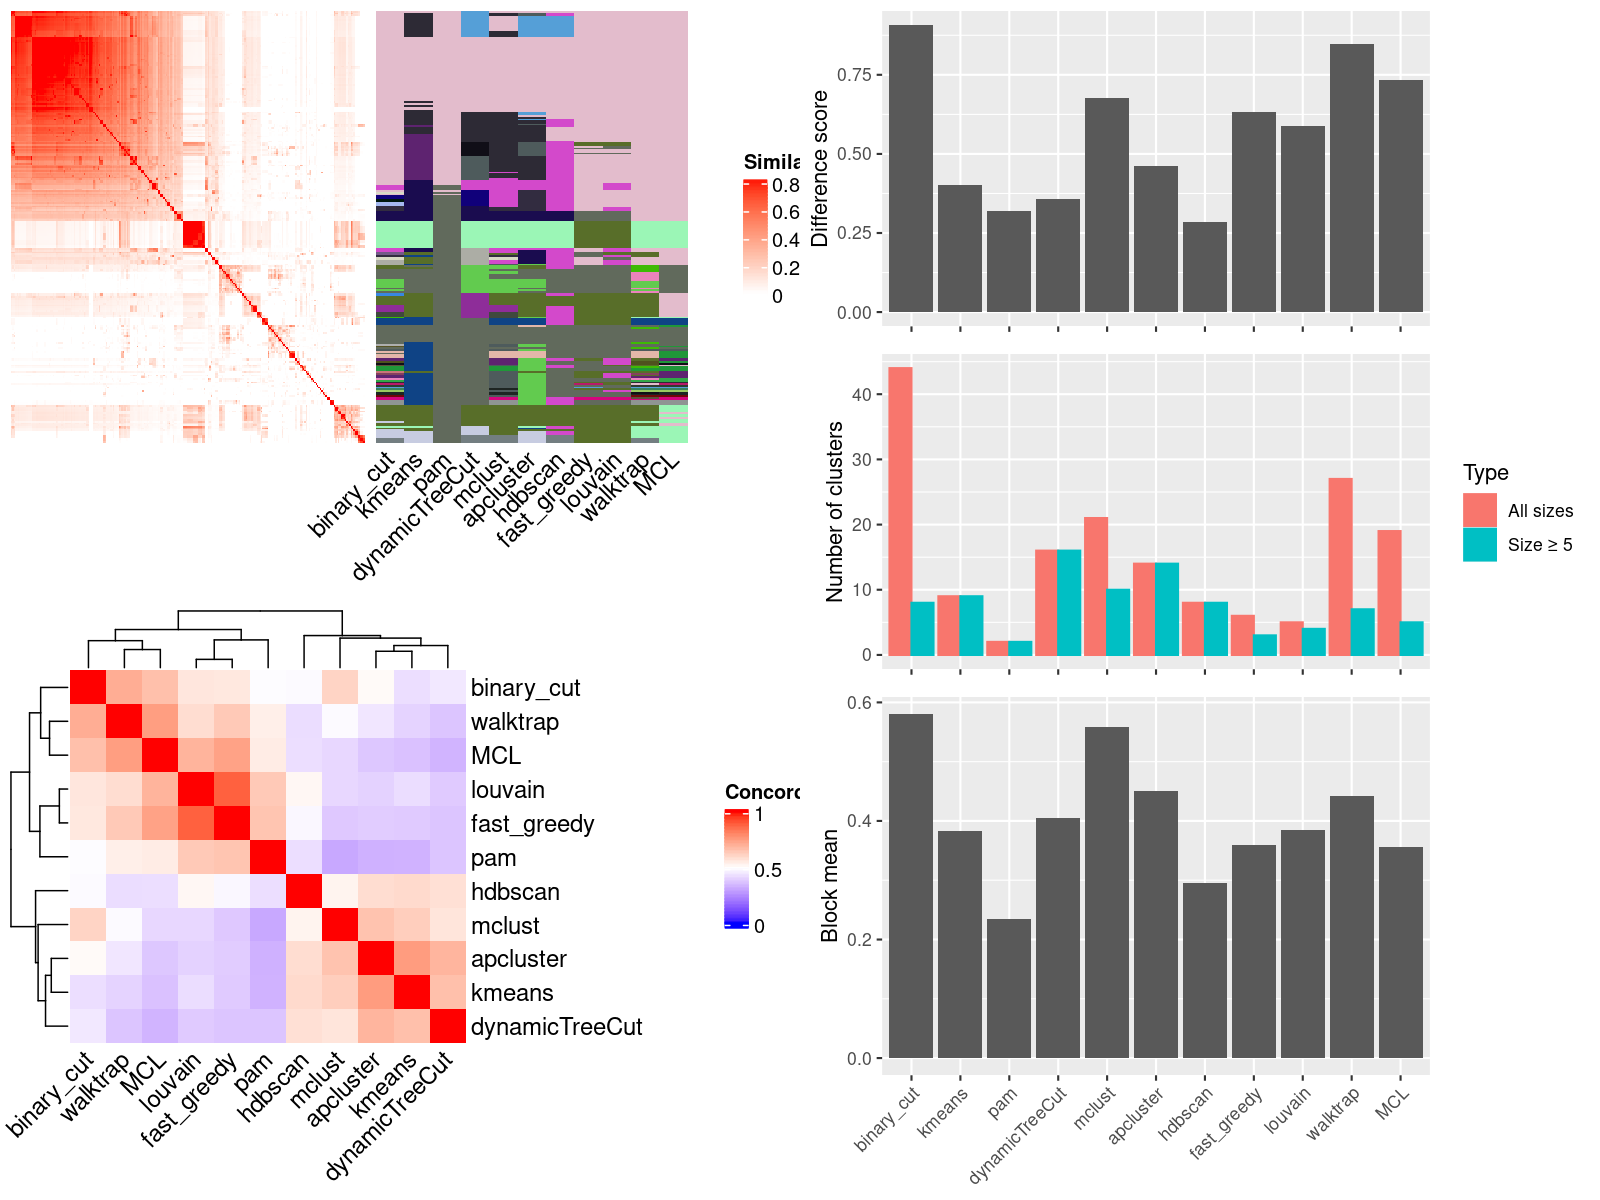 Simila
0.8
0.6
0.4
0.2
0
binary_cut
kmeans
pam
dynamicTreeCut
mclust
apcluster
hdbscan
fast_greedy
louvain
walktrap
MCL
Difference score
0.75
0.50
0.25
0.00
Number of clusters
40
30
20
10
0
Type
All sizes
Size ≥ 5
binary_cut
walktrap
MCL
louvain
fast_greedy
pam
hdbscan
mclust
apcluster
kmeans
dynamicTreeCut
binary_cut
walktrap
MCL
louvain
fast_greedy
pam
hdbscan
mclust
apcluster
kmeans
dynamicTreeCut
Concord
1
0.5
0
Block mean
0.6
0.4
0.2
0.0
binary_cut
kmeans
pam
dynamicTreeCut
mclust
apcluster
hdbscan
fast_greedy
louvain
walktrap
MCL